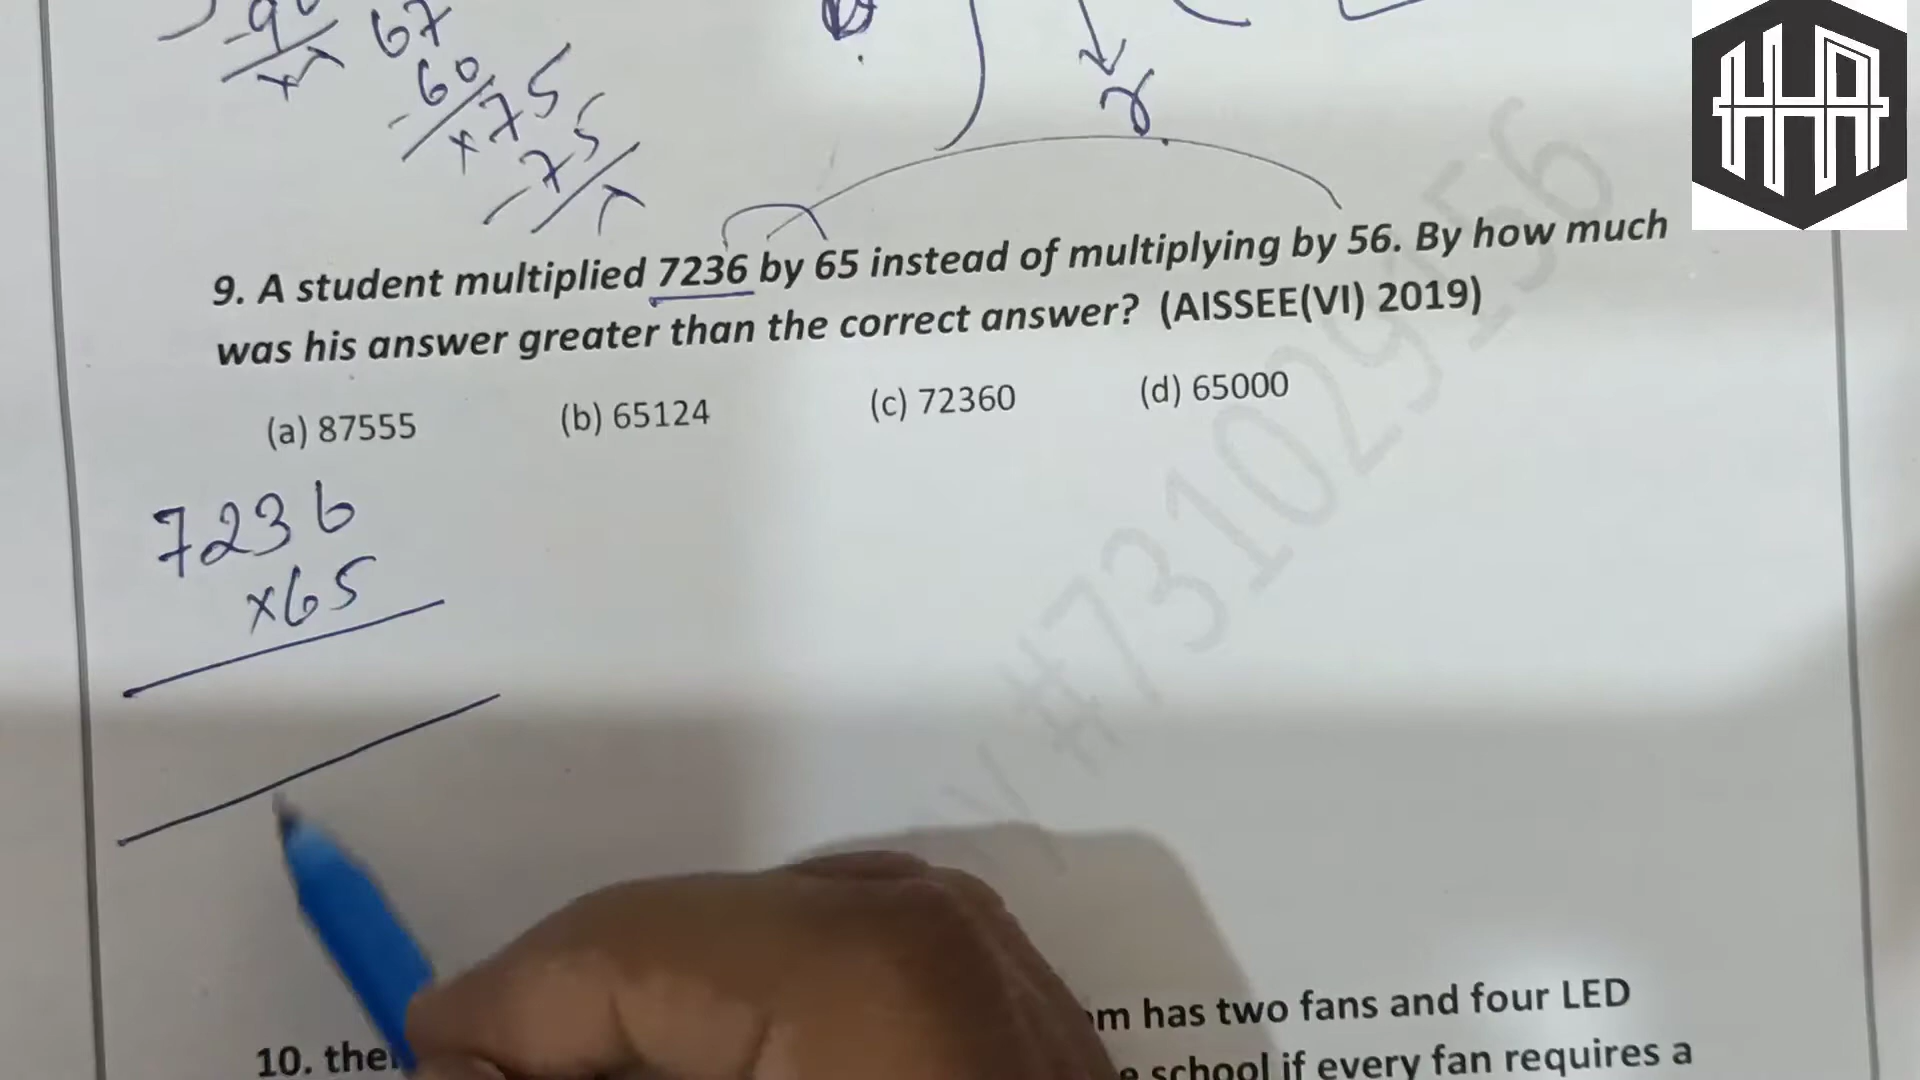 67
60
75
75
9. A student multiplied 7236 by 65 instead of multiplying by 56. By how much
was his answer greater than the correct answer? (AISSEE(VI) 2019)
(a) 87555 (b) 65124 (c) 72360 (d) 65000
7236
×65
#731029156
m has two fans and four LED
10. the
school if every fan requires a